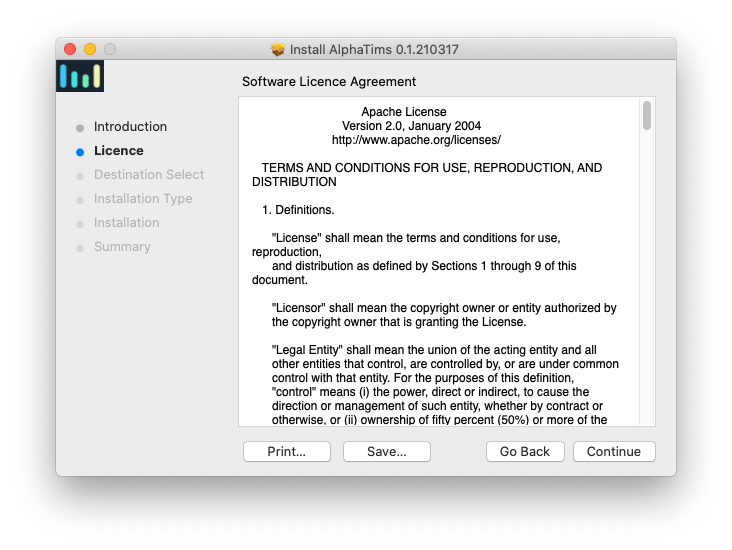 Install AlphaTims 0.1.210317
Software Licence Agreement
Introduction
Licence
Destination Select
Installation Type
Installation
Summary
Apache License
Version 2.0, January 2004
http://www.apache.org/licenses/
TERMS AND CONDITIONS FOR USE, REPRODUCTION, AND
DISTRIBUTION
1. Definitions.
"License" shall mean the terms and conditions for use,
reproduction,
and distribution as defined by Sections 1 through 9 of this
document.
"Licensor" shall mean the copyright owner or entity authorized by
the copyright owner that is granting the License.
"Legal Entity" shall mean the union of the acting entity and all
other entities that control, are controlled by, or are under common
control with that entity. For the purposes of this definition,
"control" means (i) the power, direct or indirect, to cause the
direction or management of such entity, whether by contract or
otherwise, or (ii) ownership of fifty percent (50%) or more of the
Print...
Save...
Go Back
Continue